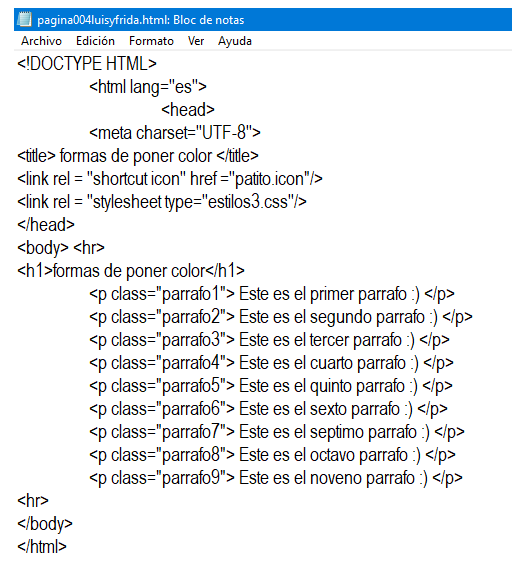 pagina004luisyfrida.html: Bloc de notas
Archivo Edición Formato Ver Ayuda
<!DOCTYPE HTML>
<html lang="es">
<head>
<meta charset="UTF-8">
<title> formas de poner color </title>
<link rel = "shortcut icon" href ="patito.icon"/>
<link rel = "stylesheet type="estilos3.css"/>
</head>
<body> <hr>
<h1>formas de poner color</h1>
<p class="parrafo1"> Este es el primer parrafo :) </p>
<p class="parrafo2"> Este es el segundo parrafo :) </p>
<p class="parrafo3"> Este es el tercer parrafo :) </p>
<p class="parrafo4"> Este es el cuarto parrafo :) </p>
<p class="parrafo5"> Este es el quinto parrafo :) </p>
<p class="parrafo6"> Este es el sexto parrafo :) </p>
<p class="parrafo7"> Este es el septimo parrafo :) </p>
<p class="parrafo8"> Este es el octavo parrafo :) </p>
<p class="parrafo9"> Este es el noveno parrafo :) </p>
<hr>
</body>
</html>